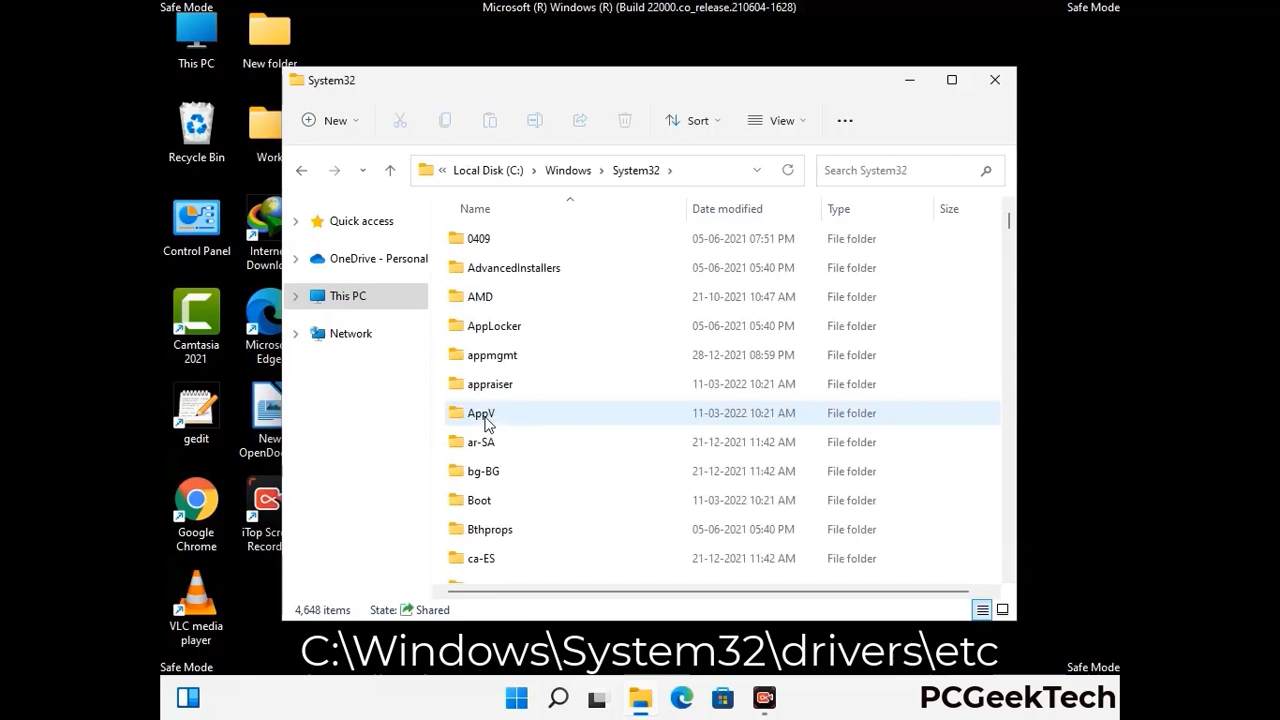 Safe Mode
Microsoft (R) Windows (R) (Build 22000.co_release.210604-1628)
Safe Mode
This PC
New folder
Recycle Bin
Work
Control Panel
Intern
Downlo
Camtasia
2021
Micros
Edge
gedit
New
OpenDo
Google
Chrome
iTop Scr
Record
VLC media
player
System32
New
Sort
View
Local Disk (C:)
Windows
System32
Search System32
Quick access
OneDrive - Personal
This PC
Network
Name Date modified Type Size
0409 05-06-2021 07:51 PM File folder
AdvancedInstallers 05-06-2021 05:40 PM File folder
AMD 21-10-2021 10:47 AM File folder
AppLocker 05-06-2021 05:40 PM File folder
appmgmt 28-12-2021 08:59 PM File folder
appraiser 11-03-2022 10:21 AM File folder
AppV 11-03-2022 10:21 AM File folder
ar-SA 21-12-2021 11:42 AM File folder
bg-BG 21-12-2021 11:42 AM File folder
Boot 11-03-2022 10:21 AM File folder
Bthprops 05-06-2021 05:40 PM File folder
ca-ES 21-12-2021 11:42 AM File folder
4,648 items State: Shared
C:\Windows\System32\drivers\etc
Safe Mode
Safe Mode
PCGeekTech